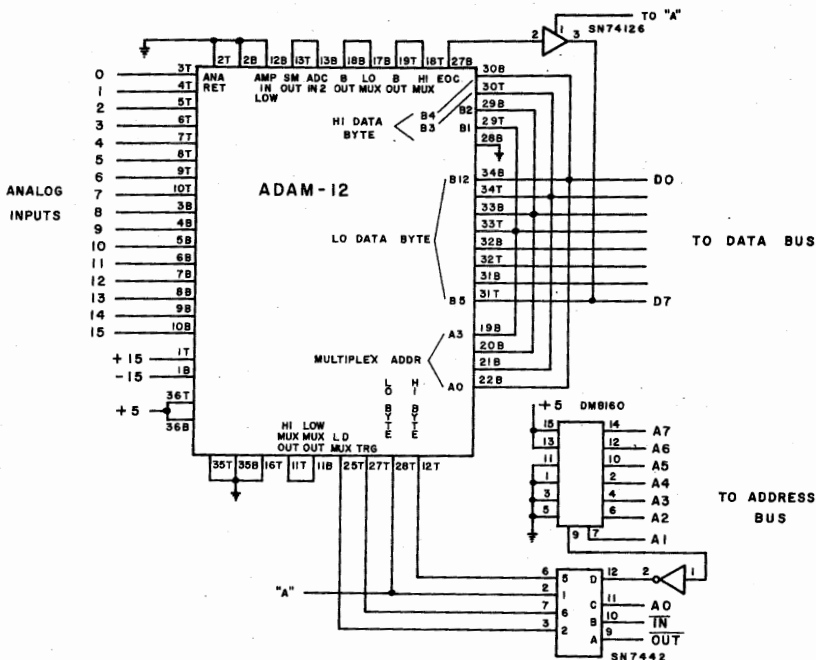 TO "A"
SN74126
2 1 3
2T 2B 12B 13T 13B 18B 17B 19T 18T 27B
ANA RET
AMP IN LOW
SM OUT
ADC IN 2
B OUT
LO MUX
B OUT
HI MUX
EOC
0 3T
1 4T
2 5T
3 6T
4 7T
5 8T
6 9T
7 10T
8 3B
9 4B
10 5B
11 6B
12 7B
13 8B
14 9B
15 10B
ANALOG INPUTS
+15 1T
-15 1B
+5 36T
36B
ADAM-12
HI DATA BYTE
B4 30B
B3 30T
B2 29B
B1 29T
28B
LO DATA BYTE
B12 34B D0
34T
33B
33T
32B
32T
31B
B5 31T D7
TO DATA BUS
MULTIPLEX ADDR
A3 19B
20B
21B
A0 22B
LO BYTE
HI BYTE
HI MUX OUT
LOW MUX OUT
LD MUX
TRG
35T 35B 16T 11T 11B 25T 27T 28T 12T
+5 DM8160
15 14 A7
13 12 A6
11 10 A5
1 2 A4
3 4 A3
5 6 A2
9 7 A1
TO ADDRESS BUS
"A"
6 5 D 12 2 1
2 1 C 11 A0
7 6 B 10 IN
3 2 A 9 OUT
SN7442